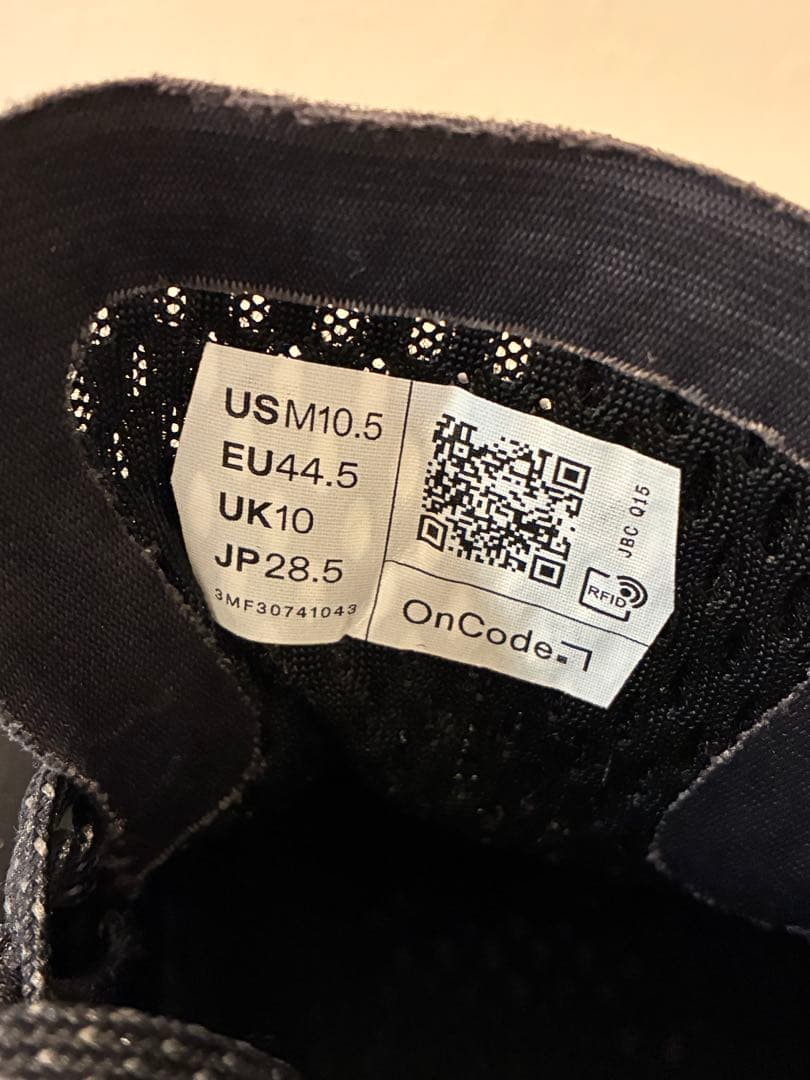 USM10.5
EU44.5
UK10
JP28.5
3MF30741043
JBC Q15
RFID
OnCode